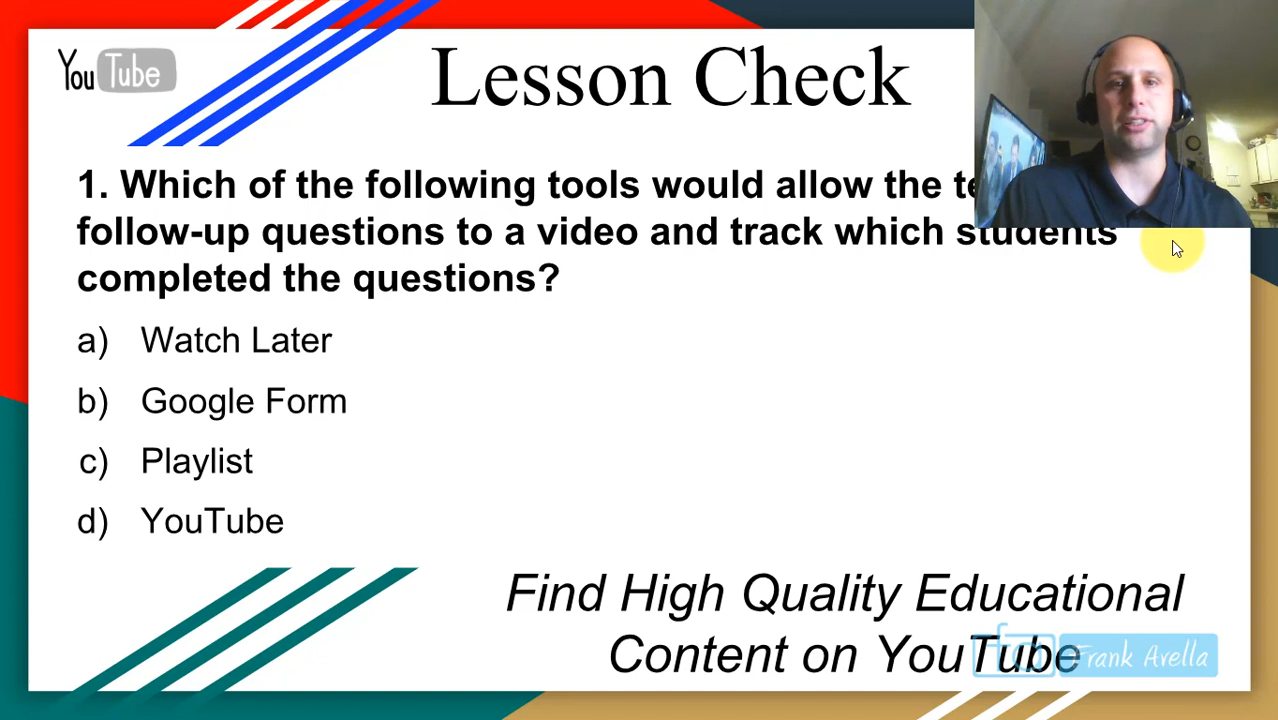 YouTube
Lesson Check
1. Which of the following tools would allow the
follow-up questions to a video and track which students
completed the questions?
a) Watch Later
b) Google Form
c) Playlist
d) YouTube
Find High Quality Educational
Content on YouTube
Frank Avella